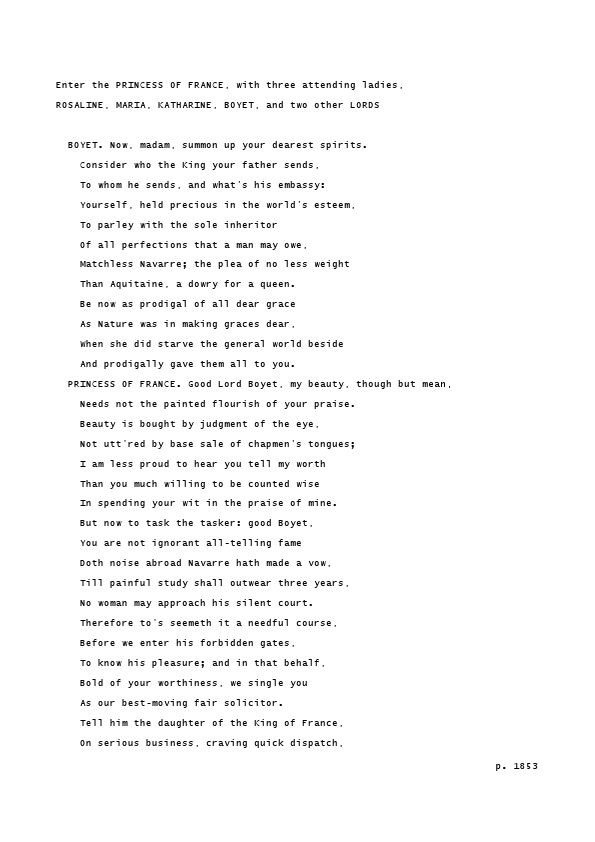 Enter the PRINCESS OF FRANCE, with three attending ladies,
ROSALINE, MARIA, KATHARINE, BOYET, and two other LORDS
BOYET. Now, madam, summon up your dearest spirits.
Consider who the King your father sends,
To whom he sends, and what's his embassy:
Yourself, held precious in the world's esteem,
To parley with the sole inheritor
Of all perfections that a man may owe,
Matchless Navarre; the plea of no less weight
Than Aquitaine, a dowry for a queen.
Be now as prodigal of all dear grace
As Nature was in making graces dear,
When she did starve the general world beside
And prodigally gave them all to you.
PRINCESS OF FRANCE. Good Lord Boyet, my beauty, though but mean,
Needs not the painted flourish of your praise.
Beauty is bought by judgment of the eye,
Not utt'red by base sale of chapmen's tongues;
I am less proud to hear you tell my worth
Than you much willing to be counted wise
In spending your wit in the praise of mine.
But now to task the tasker: good Boyet,
You are not ignorant all-telling fame
Doth noise abroad Navarre hath made a vow,
Till painful study shall outwear three years,
No woman may approach his silent court.
Therefore to's seemeth it a needful course,
Before we enter his forbidden gates,
To know his pleasure; and in that behalf,
Bold of your worthiness, we single you
As our best-moving fair solicitor.
Tell him the daughter of the King of France,
On serious business, craving quick dispatch,
p. 1853